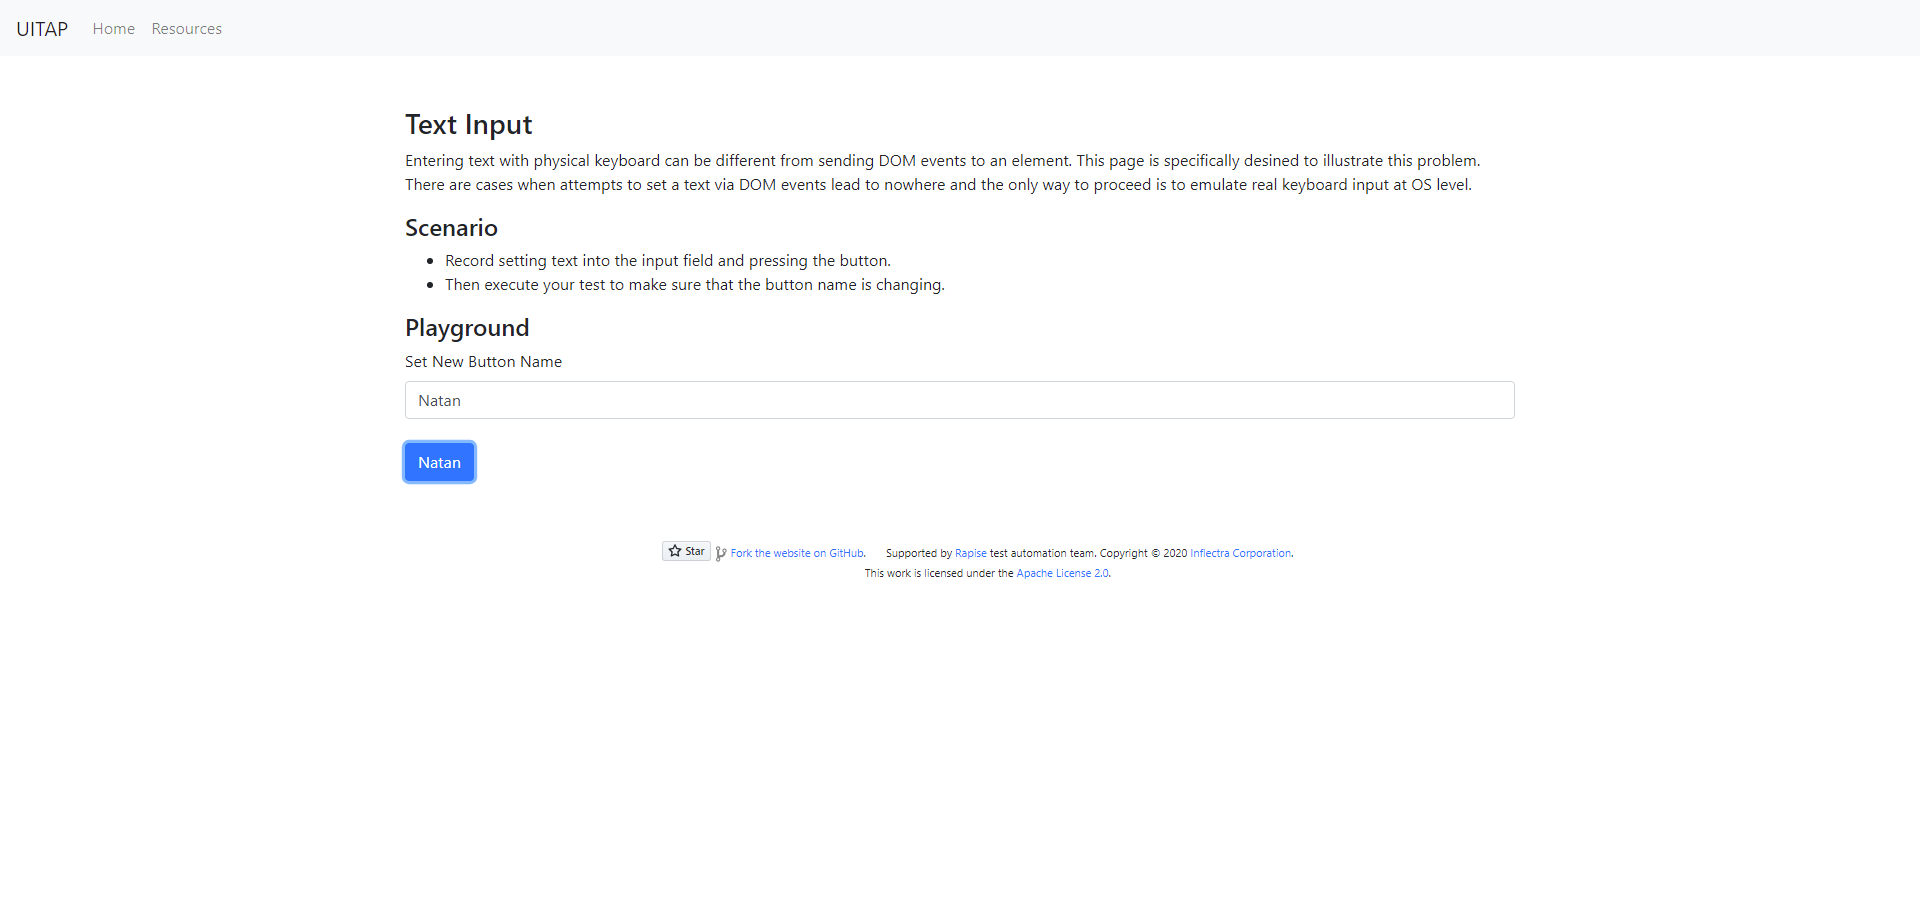 UITAP Home Resources
Text Input
Entering text with physical keyboard can be different from sending DOM events to an element. This page is specifically desined to illustrate this problem.
There are cases when attempts to set a text via DOM events lead to nowhere and the only way to proceed is to emulate real keyboard input at OS level.
Scenario
Record setting text into the input field and pressing the button.
Then execute your test to make sure that the button name is changing.
Playground
Set New Button Name
Natan
Natan
Star Fork the website on GitHub. Supported by Rapise test automation team. Copyright © 2020 Inflectra Corporation.
This work is licensed under the Apache License 2.0.